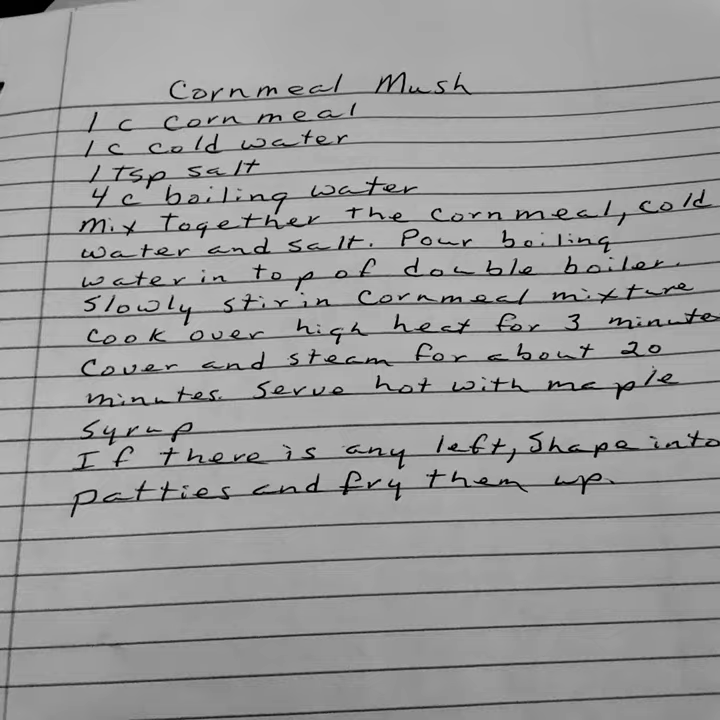 Cornmeal Mush
1 c cornmeal
1 c cold water
1 tsp salt
4 c boiling water
Mix together the cornmeal, cold
water and salt. Pour boiling
water in top of double boiler.
Slowly stir in cornmeal mixture
Cook over high heat for 3 minute
Cover and steam for about 20
minutes. Serve hot with maple
syrup
If there is any left, shape into
patties and fry them up.